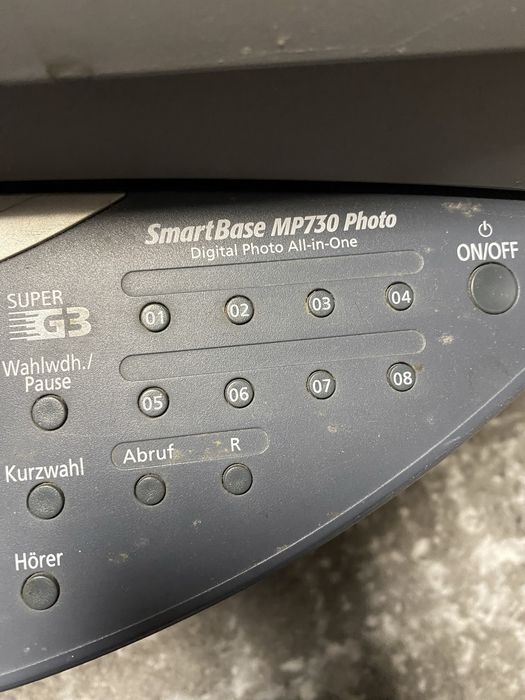 SmartBase MP730 Photo
Digital Photo All-in-One
ON/OFF
SUPER
G3
01 02 03 04
Wahlwdh./
Pause
05 06 07 08
Abruf R
Kurzwahl
Hörer